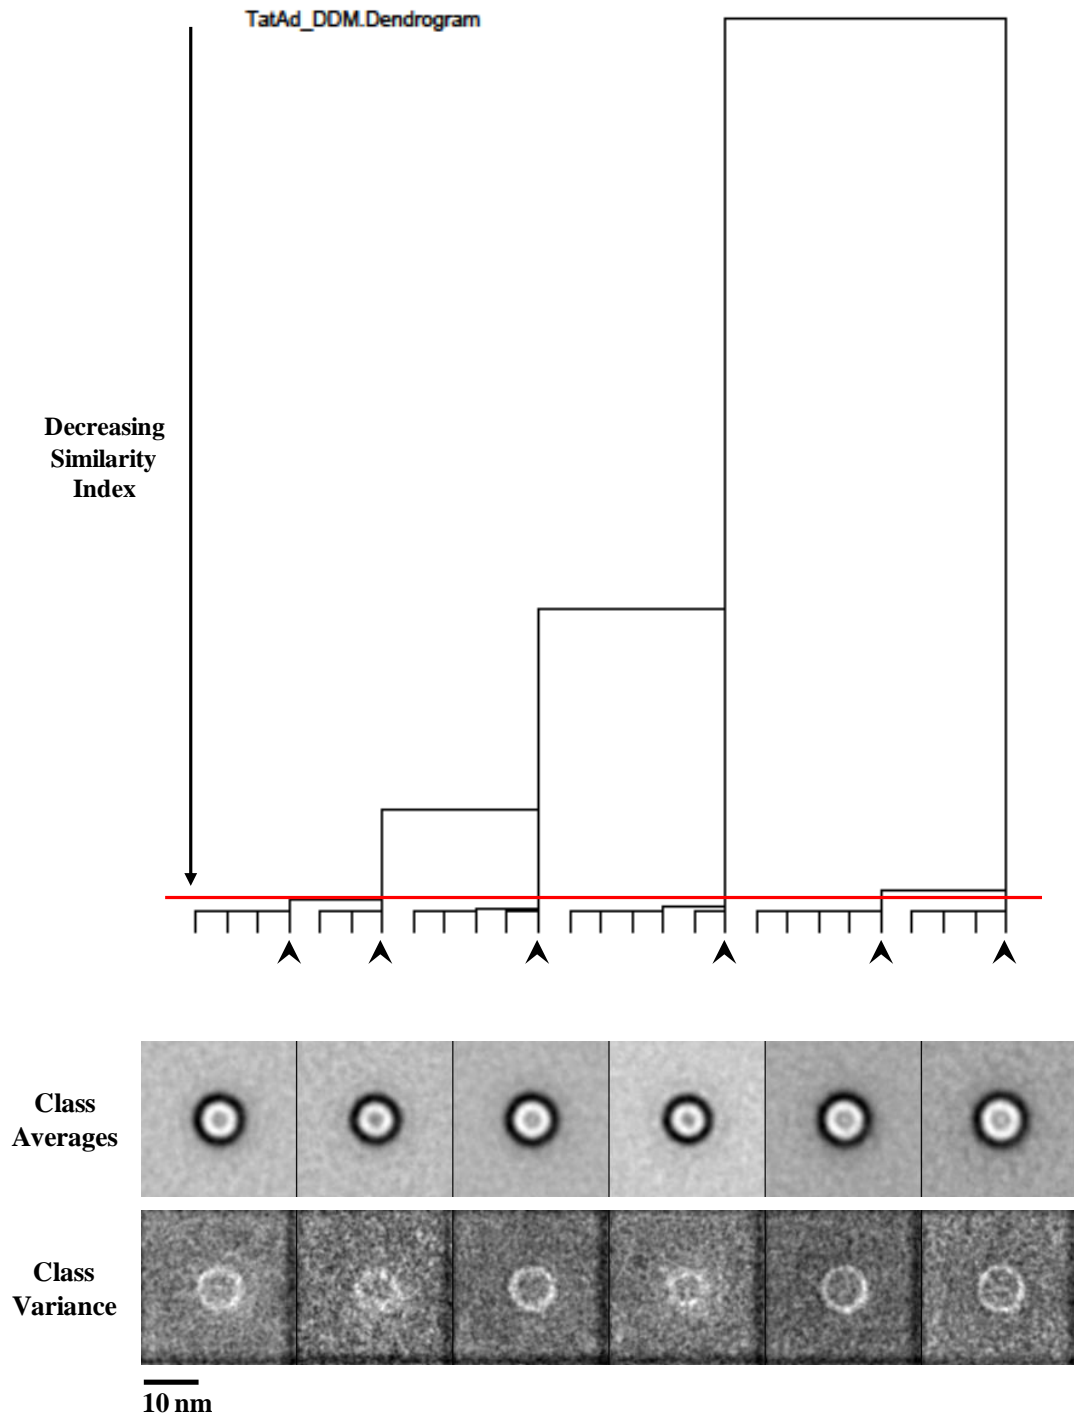 TatAd_DDM.Dendrogram
Decreasing
Similarity
Index
Class
Averages
Class
Variance
10 nm